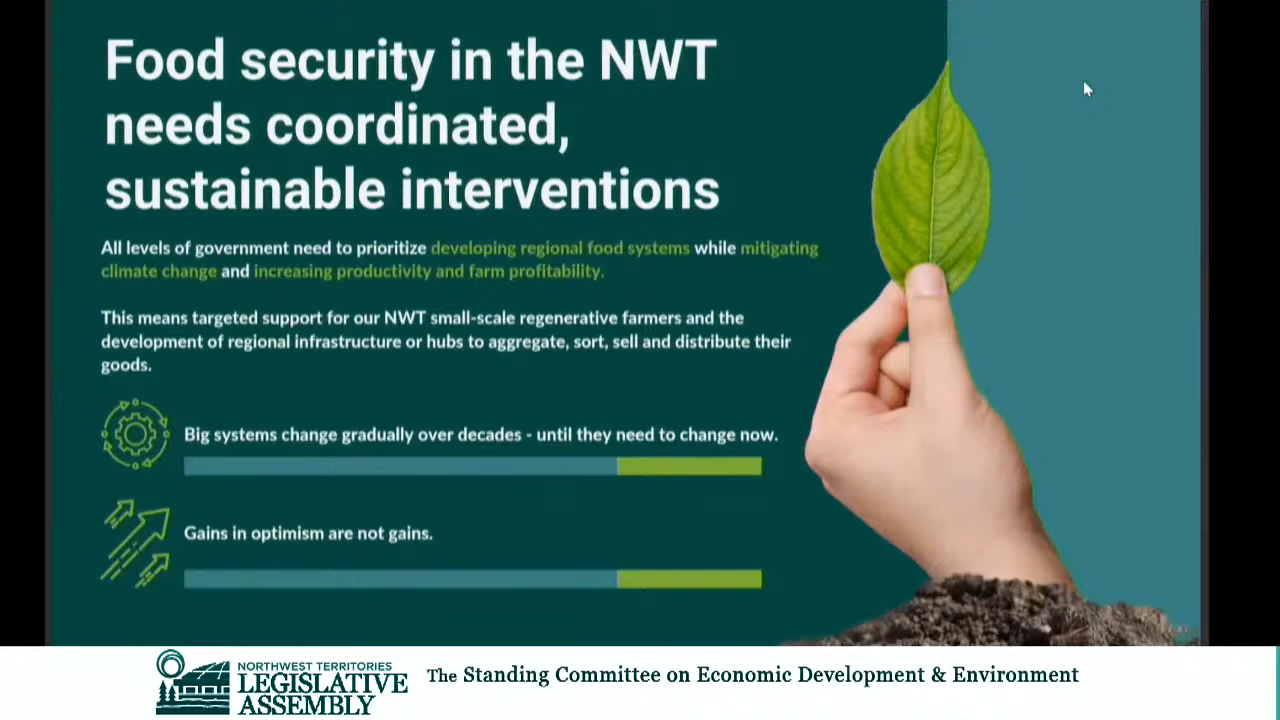 Food security in the NWT
needs coordinated,
sustainable interventions
All levels of government need to prioritize developing regional food systems while mitigating
climate change and increasing productivity and farm profitability.
This means targeted support for our NWT small-scale regenerative farmers and the
development of regional infrastructure or hubs to aggregate, sort, sell and distribute their
goods.
Big systems change gradually over decades - until they need to change now.
Gains in optimism are not gains.
NORTHWEST TERRITORIES
LEGISLATIVE
ASSEMBLY
The Standing Committee on Economic Development & Environment